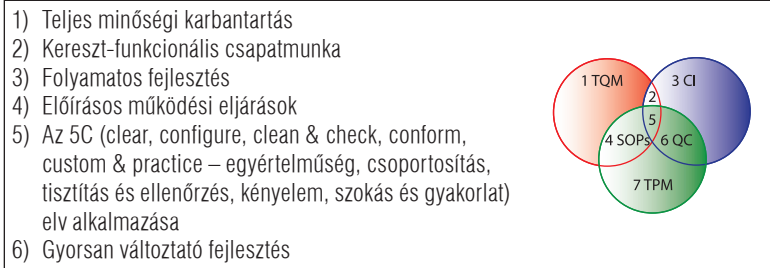 1) Teljes minőségi karbantartás
2) Kereszt-funkcionális csapatmunka
3) Folyamatos fejlesztés
4) Előírásos működési eljárások
5) Az 5C (clear, configure, clean & check, conform,
custom & practice – egyértelműség, csoportosítás,
tisztítás és ellenőrzés, kényelem, szokás és gyakorlat)
elv alkalmazása
6) Gyorsan változtató fejlesztés
1 TQM
3 CI
2
5
4 SOPs
6 QC
7 TPM